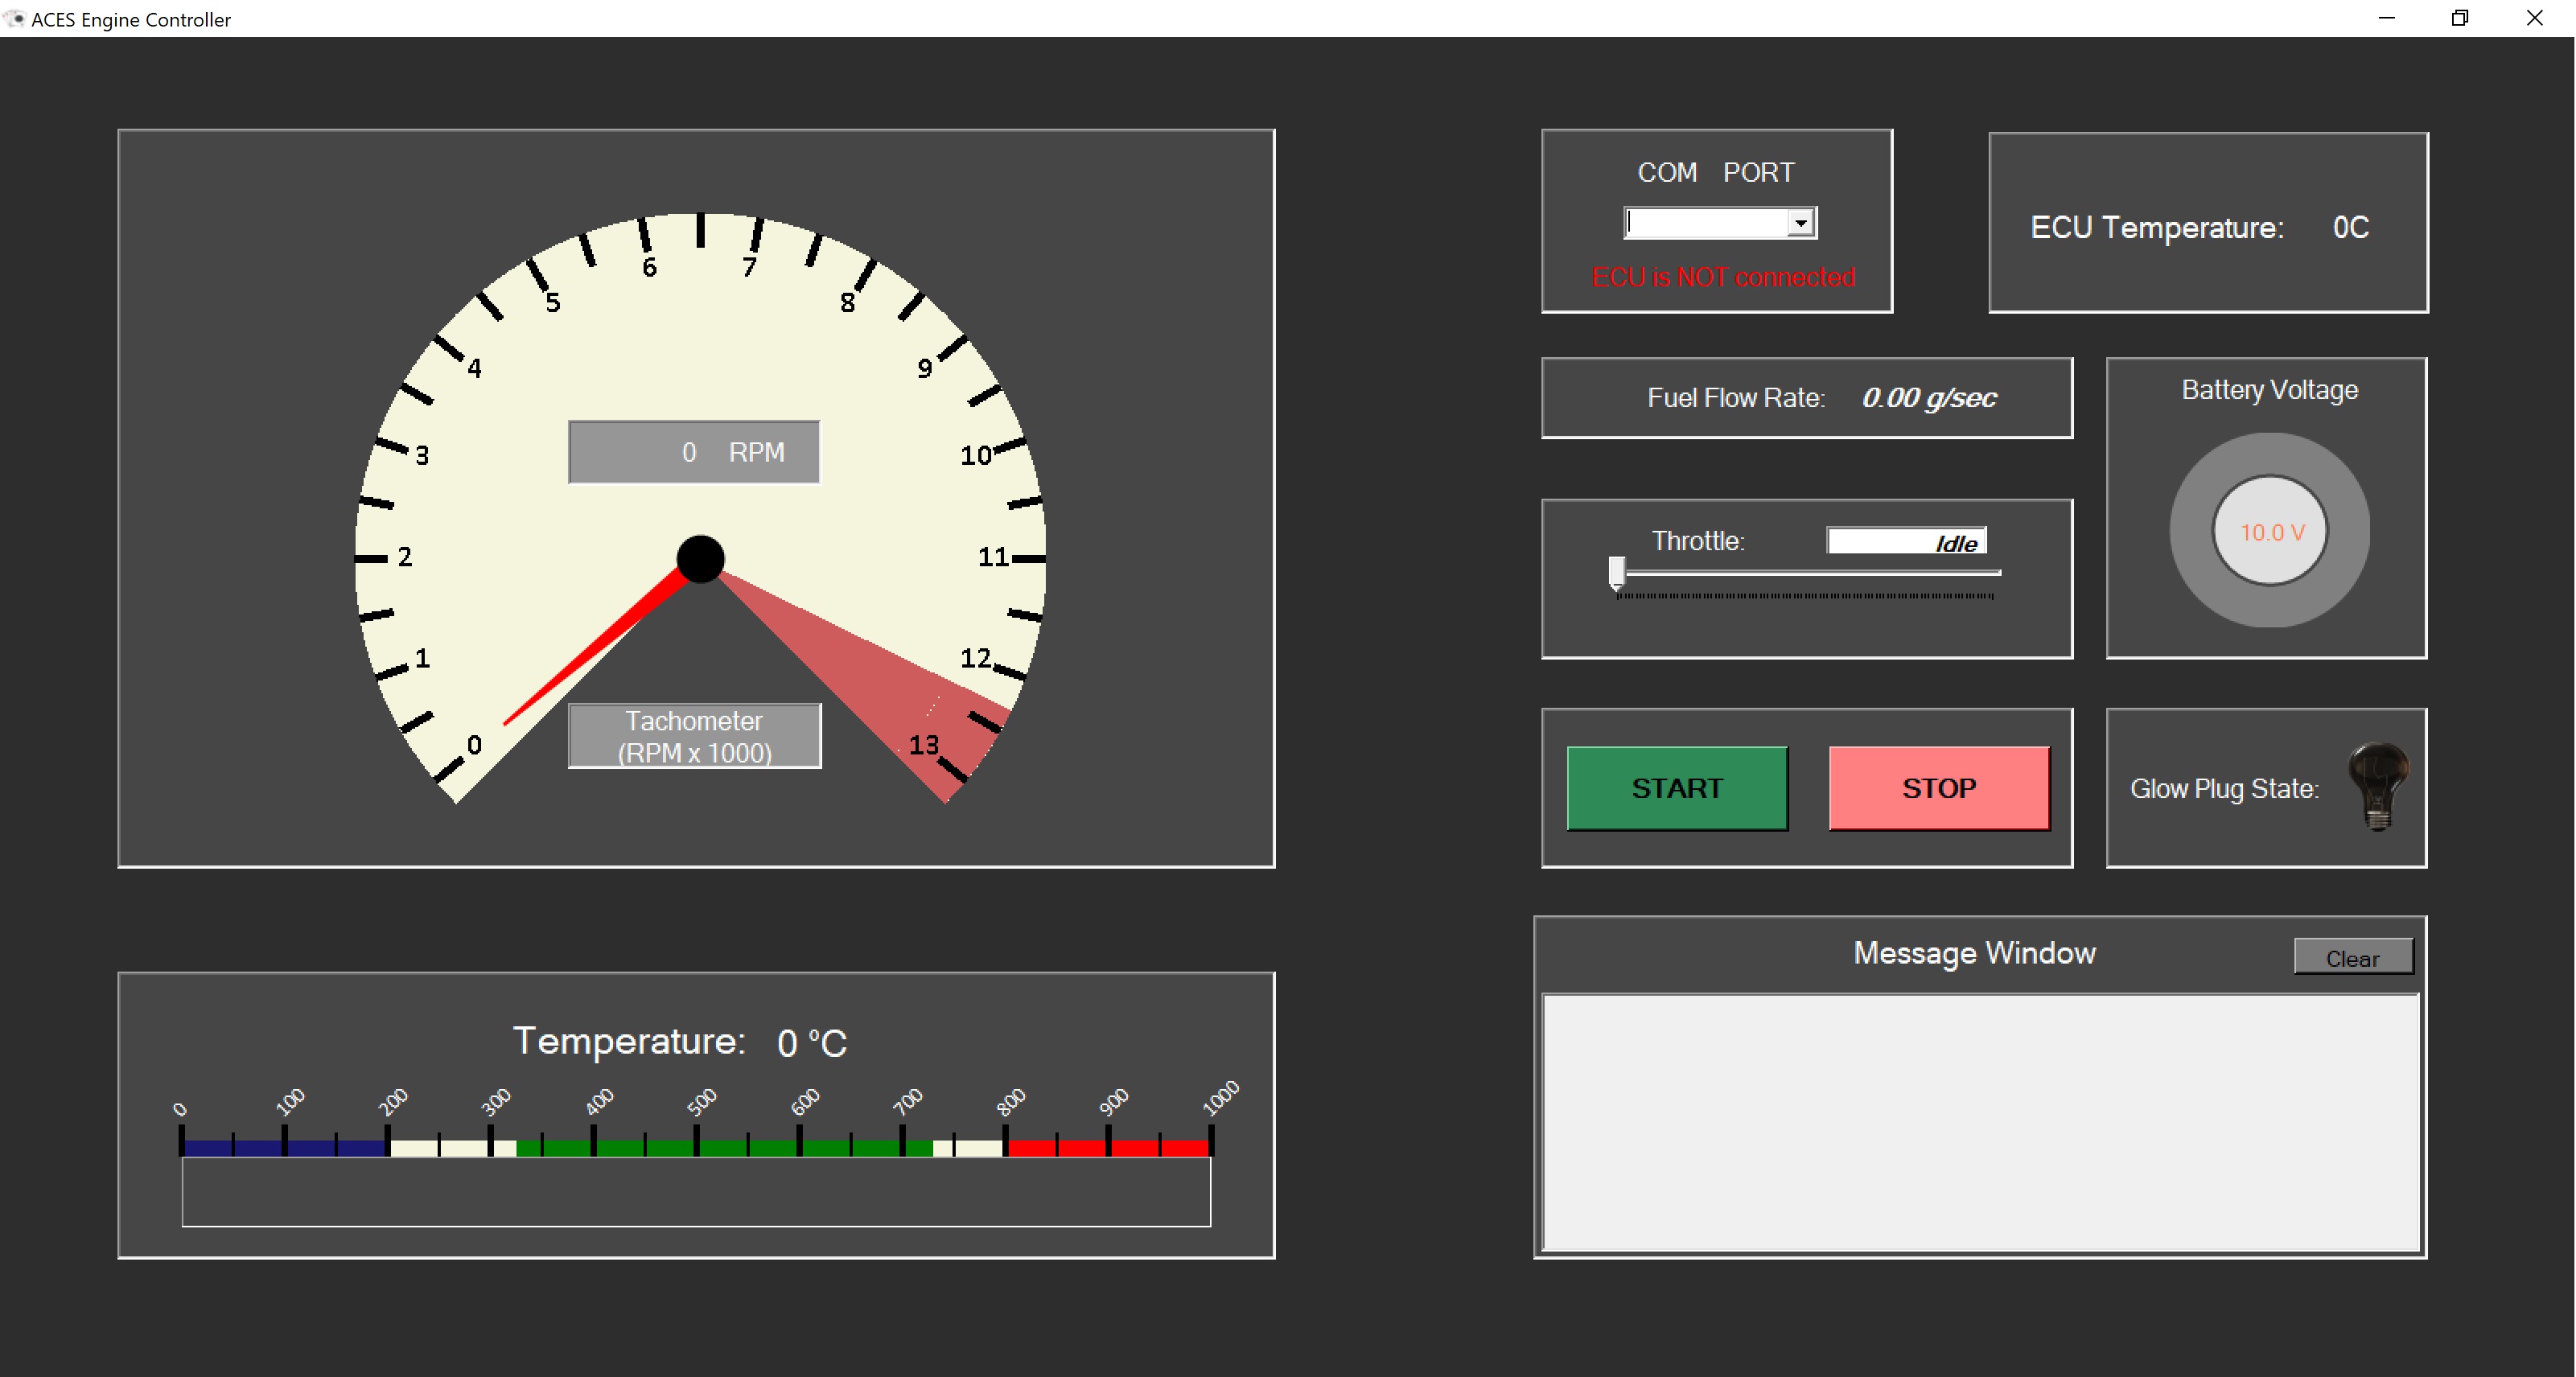 ACES Engine Controller
0
1
2
3
4
5
6
7
8
9
10
11
12
13
0 RPM
Tachometer
(RPM x 1000)
Temperature: 0 ºC
0 100 200 300 400 500 600 700 800 900 1000
COM PORT
ECU is NOT connected
ECU Temperature: 0C
Fuel Flow Rate: 0.00 g/sec
Battery Voltage
10.0 V
Throttle: Idle
START STOP
Glow Plug State:
Message Window
Clear